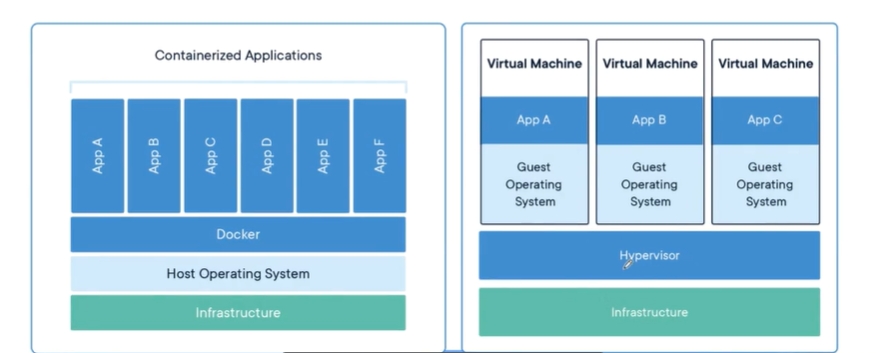 Containerized Applications
App A
App B
App C
App D
App E
App F
Docker
Host Operating System
Infrastructure
Virtual Machine
App A
Guest
Operating
System
Virtual Machine
App B
Guest
Operating
System
Virtual Machine
App C
Guest
Operating
System
Hypervisor
Infrastructure